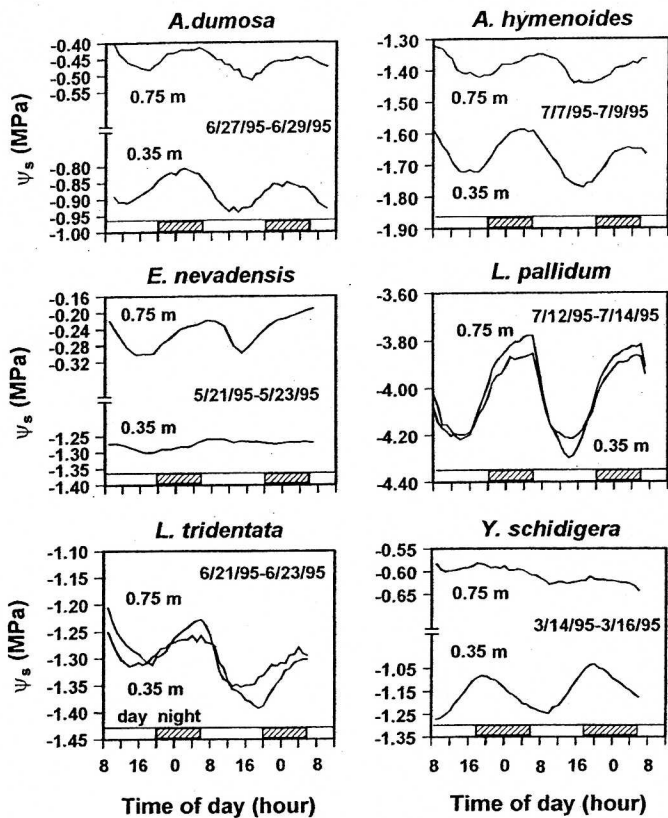 A.dumosa
-0.40
-0.45
-0.50
-0.55
-0.80
-0.85
-0.90
-0.95
-1.00
Ψs (MPa)
0.75 m
6/27/95-6/29/95
0.35 m
A. hymenoides
-1.30
-1.40
-1.50
-1.60
-1.70
-1.80
-1.90
0.75 m
7/7/95-7/9/95
0.35 m
E. nevadensis
-0.16
-0.20
-0.24
-0.28
-0.32
-1.25
-1.30
-1.35
-1.40
Ψs (MPa)
0.75 m
5/21/95-5/23/95
0.35 m
L. pallidum
-3.60
-3.80
-4.00
-4.20
-4.40
7/12/95-7/14/95
0.75 m
0.35 m
L. tridentata
-1.10
-1.15
-1.20
-1.25
-1.30
-1.35
-1.40
-1.45
Ψs (MPa)
6/21/95-6/23/95
0.75 m
0.35 m
day night
8 16 0 8 16 0 8
Time of day (hour)
Y. schidigera
-0.55
-0.60
-0.65
-1.05
-1.15
-1.25
-1.35
0.75 m
3/14/95-3/16/95
0.35 m
8 16 0 8 16 0 8
Time of day (hour)